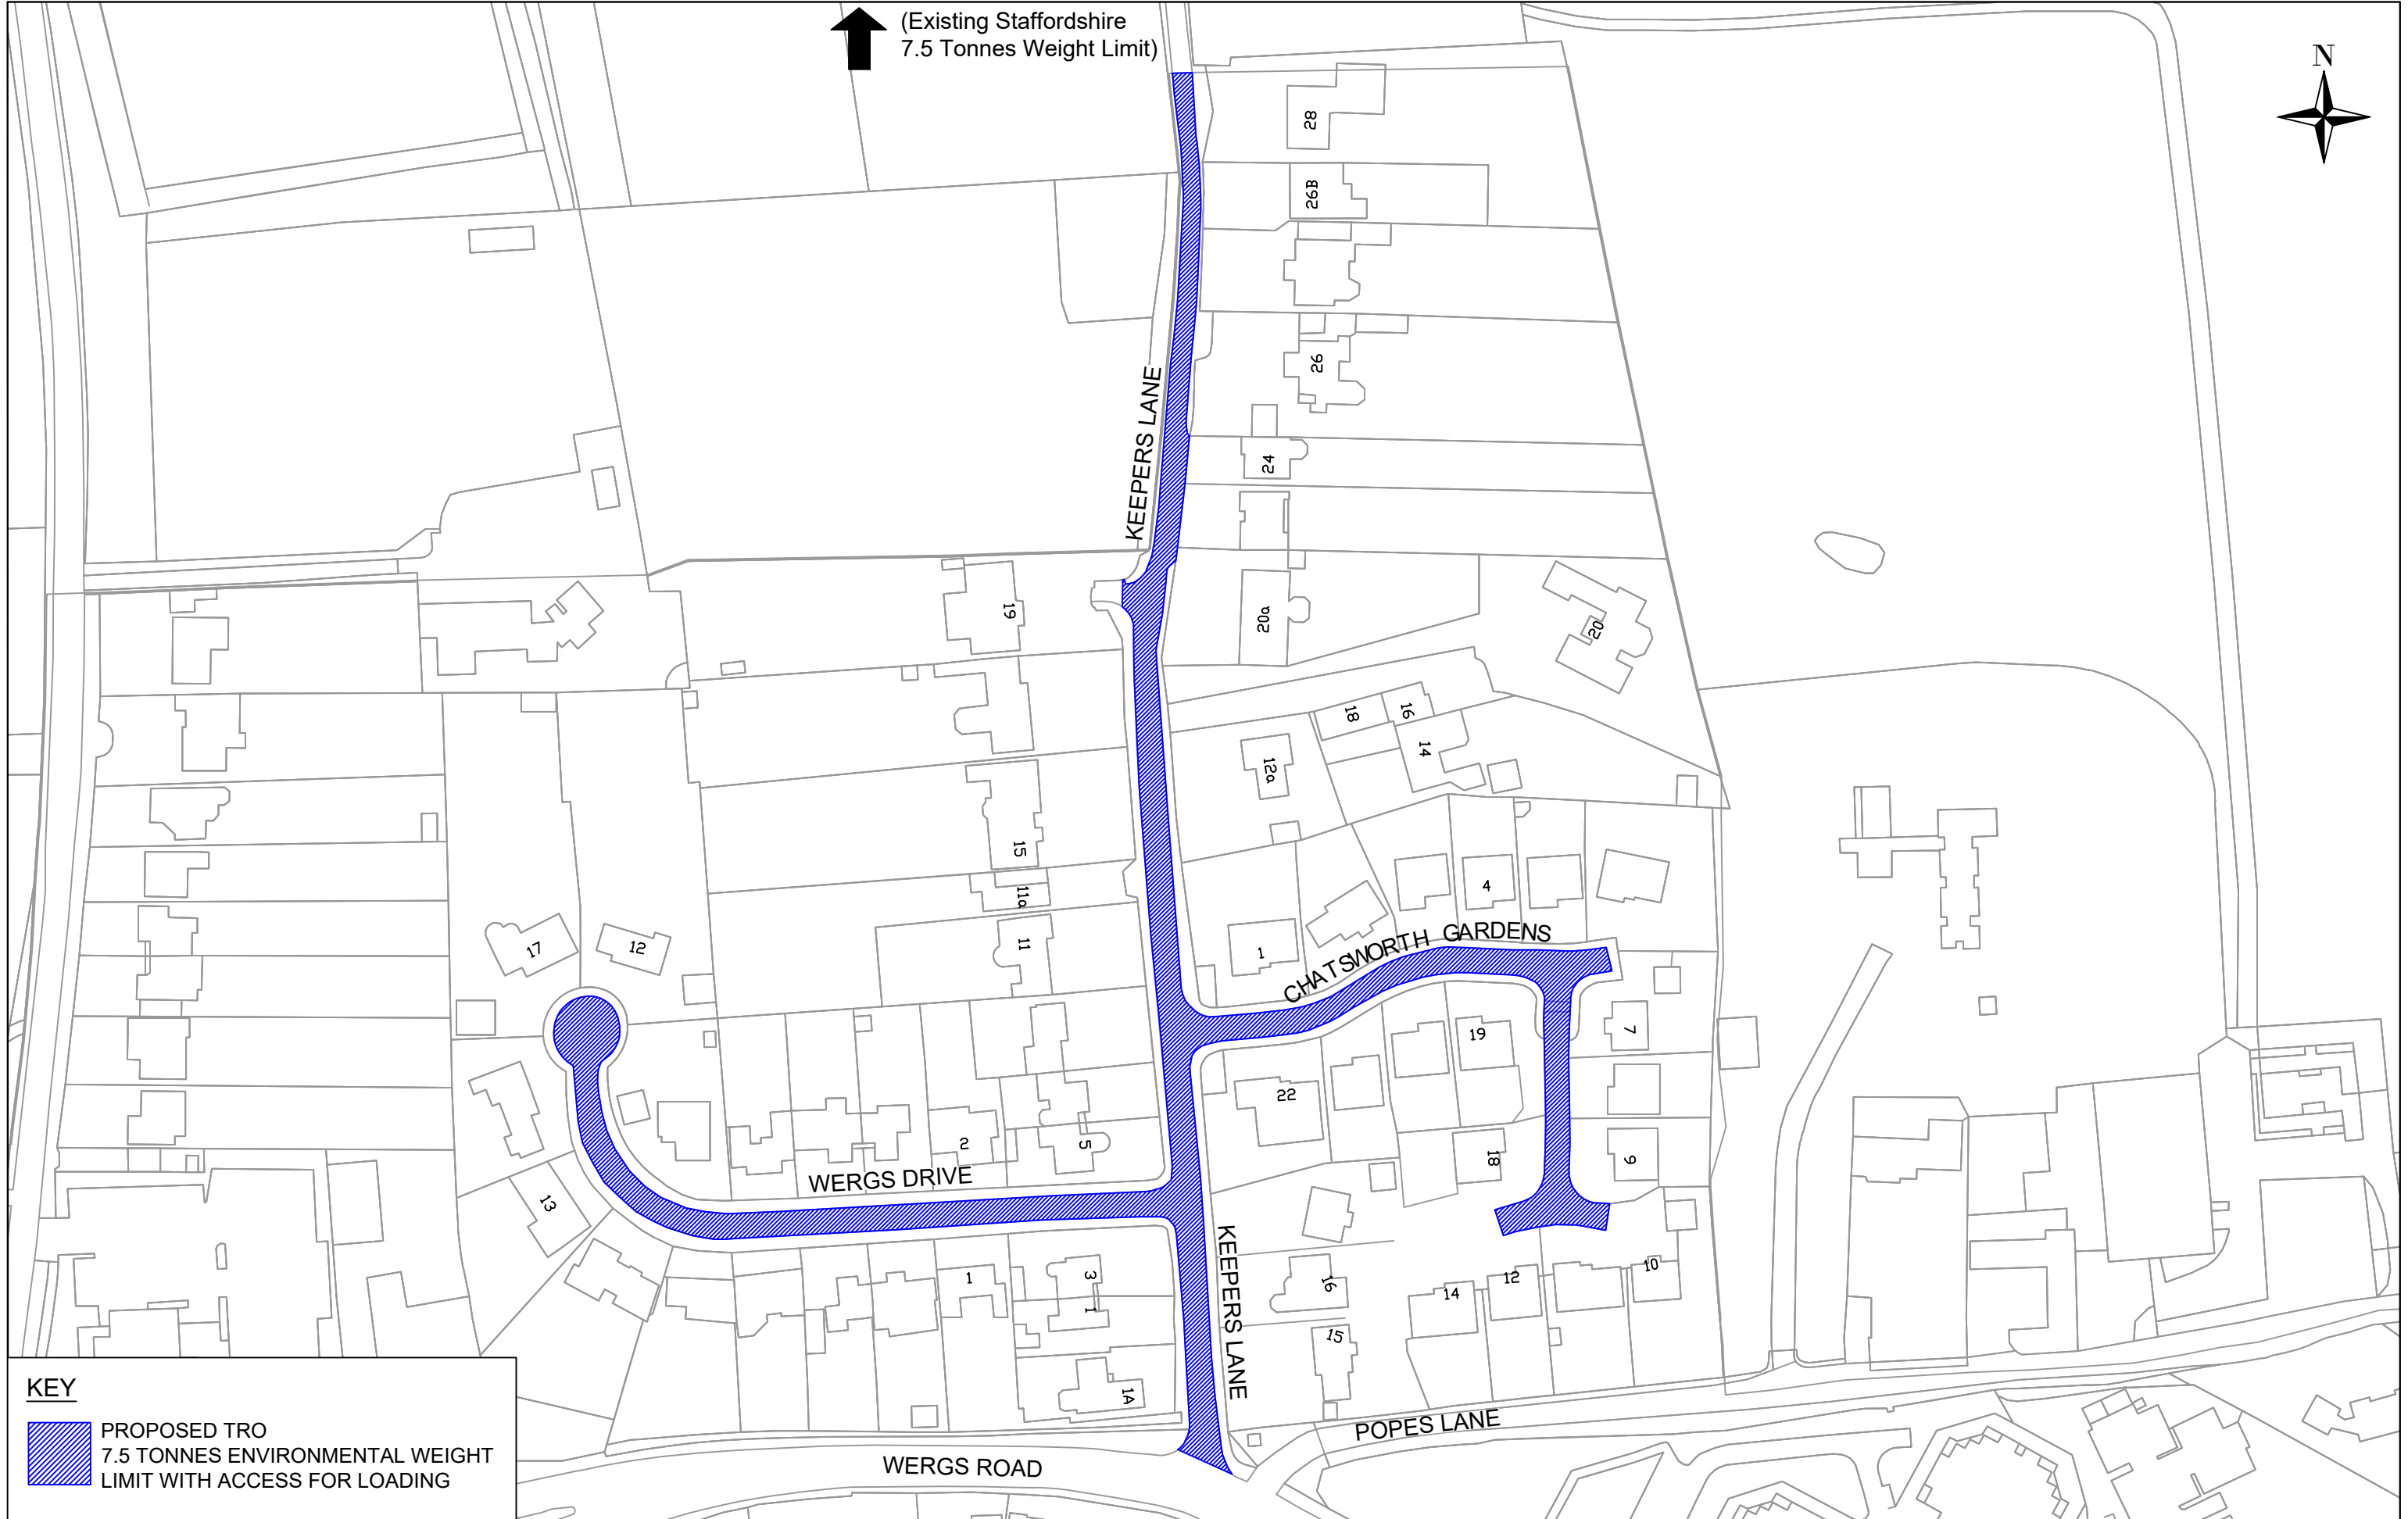 (Existing Staffordshire
7.5 Tonnes Weight Limit)
N
28
26B
26
KEEPERS LANE
24
19
20a
20
18
16
14
12a
15
11a
4
11
17
12
1
CHATSWORTH GARDENS
7
19
22
2
5
18
9
WERGS DRIVE
13
KEEPERS LANE
3
1
1
16
14
12
10
15
1A
KEY
PROPOSED TRO
7.5 TONNES ENVIRONMENTAL WEIGHT
LIMIT WITH ACCESS FOR LOADING
POPES LANE
WERGS ROAD